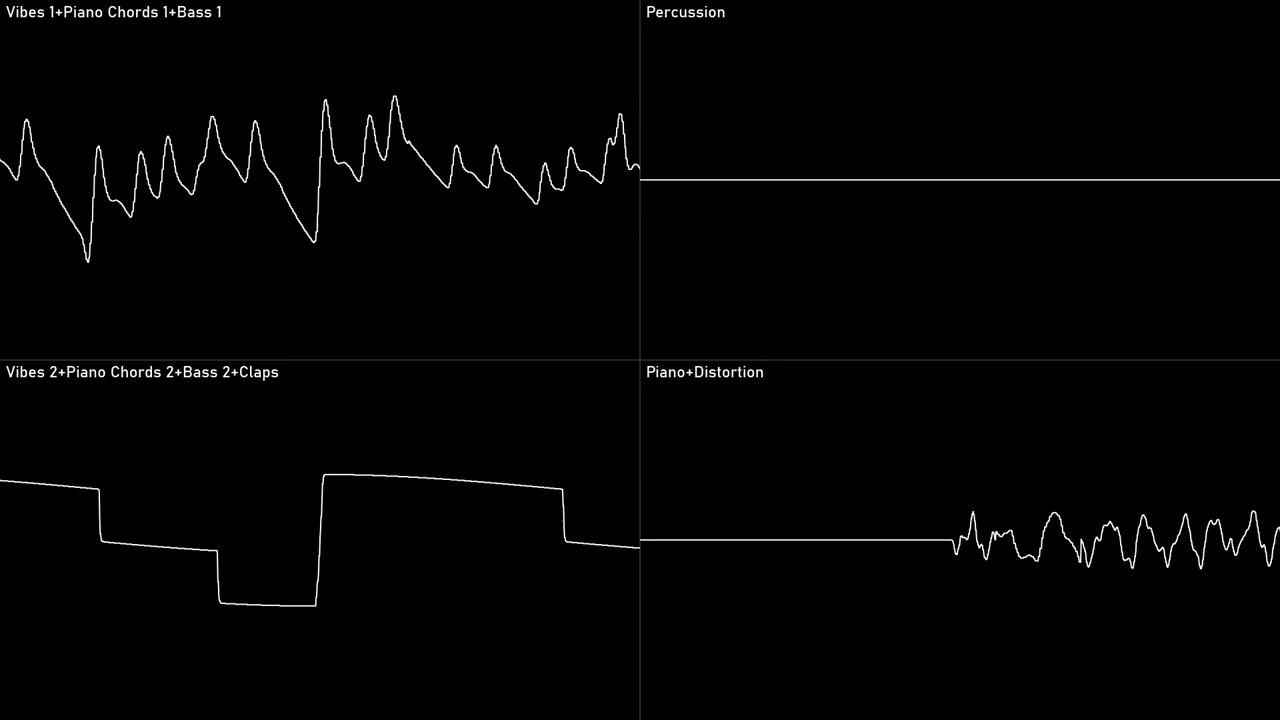 Vibes 1+Piano Chords 1+Bass 1
Percussion
Vibes 2+Piano Chords 2+Bass 2+Claps
Piano+Distortion